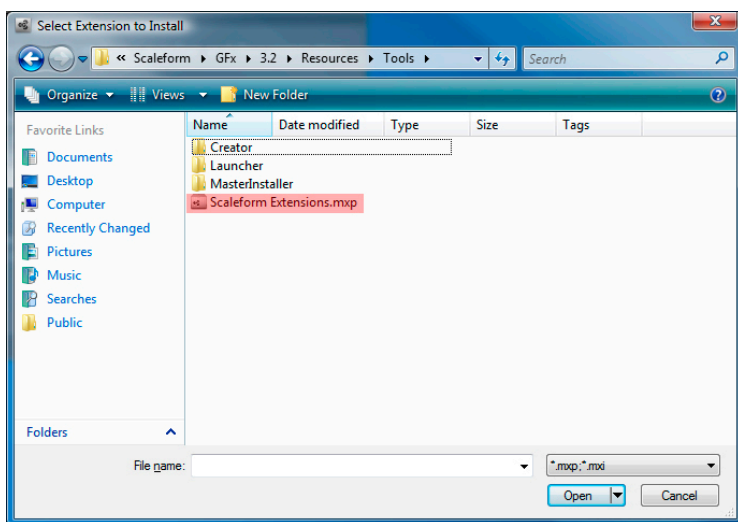 Select Extension to Install
« Scaleform GFx 3.2 Resources Tools Search
Organize Views New Folder
Favorite Links Name Date modified Type Size Tags
Creator
Documents
Launcher
Desktop
MasterInstaller
Computer
Scaleform Extensions.mxp
Recently Changed
Pictures
Music
Searches
Public
Folders
File name: *.mxp;*.mxi
Open Cancel